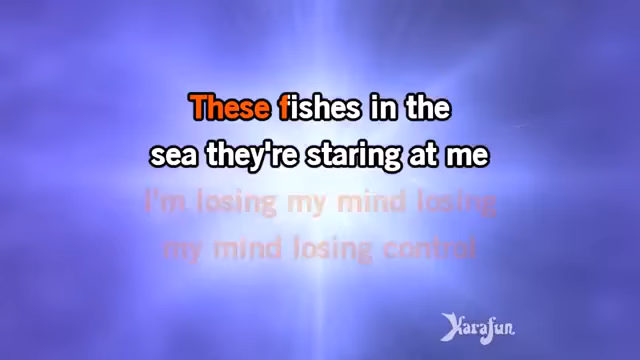 These fishes in the
sea they're staring at me
I'm losing my mind losing
my mind losing control
Karafun